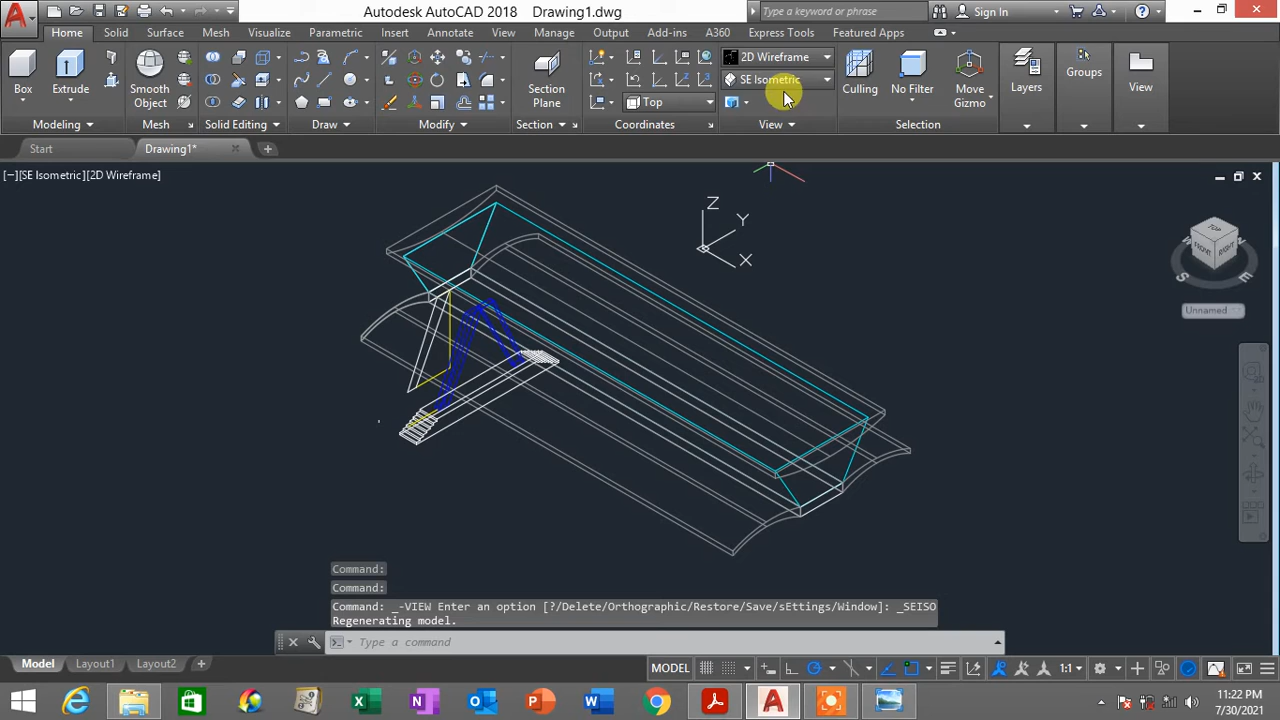 Autodesk AutoCAD 2018 Drawing1.dwg
Type a keyword or phrase
Sign In
Home Solid Surface Mesh Visualize Parametric Insert Annotate View Manage Output Add-ins A360 Express Tools Featured Apps
2D Wireframe
SE Isometric
Top
Box Extrude Smooth Object Section Plane Culling No Filter Move Gizmo Layers Groups View
Modeling Mesh Solid Editing Draw Modify Section Coordinates View Selection
Start Drawing1*
[−][SE Isometric][2D Wireframe]
Z
Y
X
TOP
FRONT RIGHT
W S E
Unnamed
Command:
Command:
Command: _-VIEW Enter an option [?/Delete/Orthographic/Restore/Save/sEttings/Window]: _SEISO
Regenerating model.
Type a command
Model Layout1 Layout2
MODEL 1:1
11:22 PM
7/30/2021